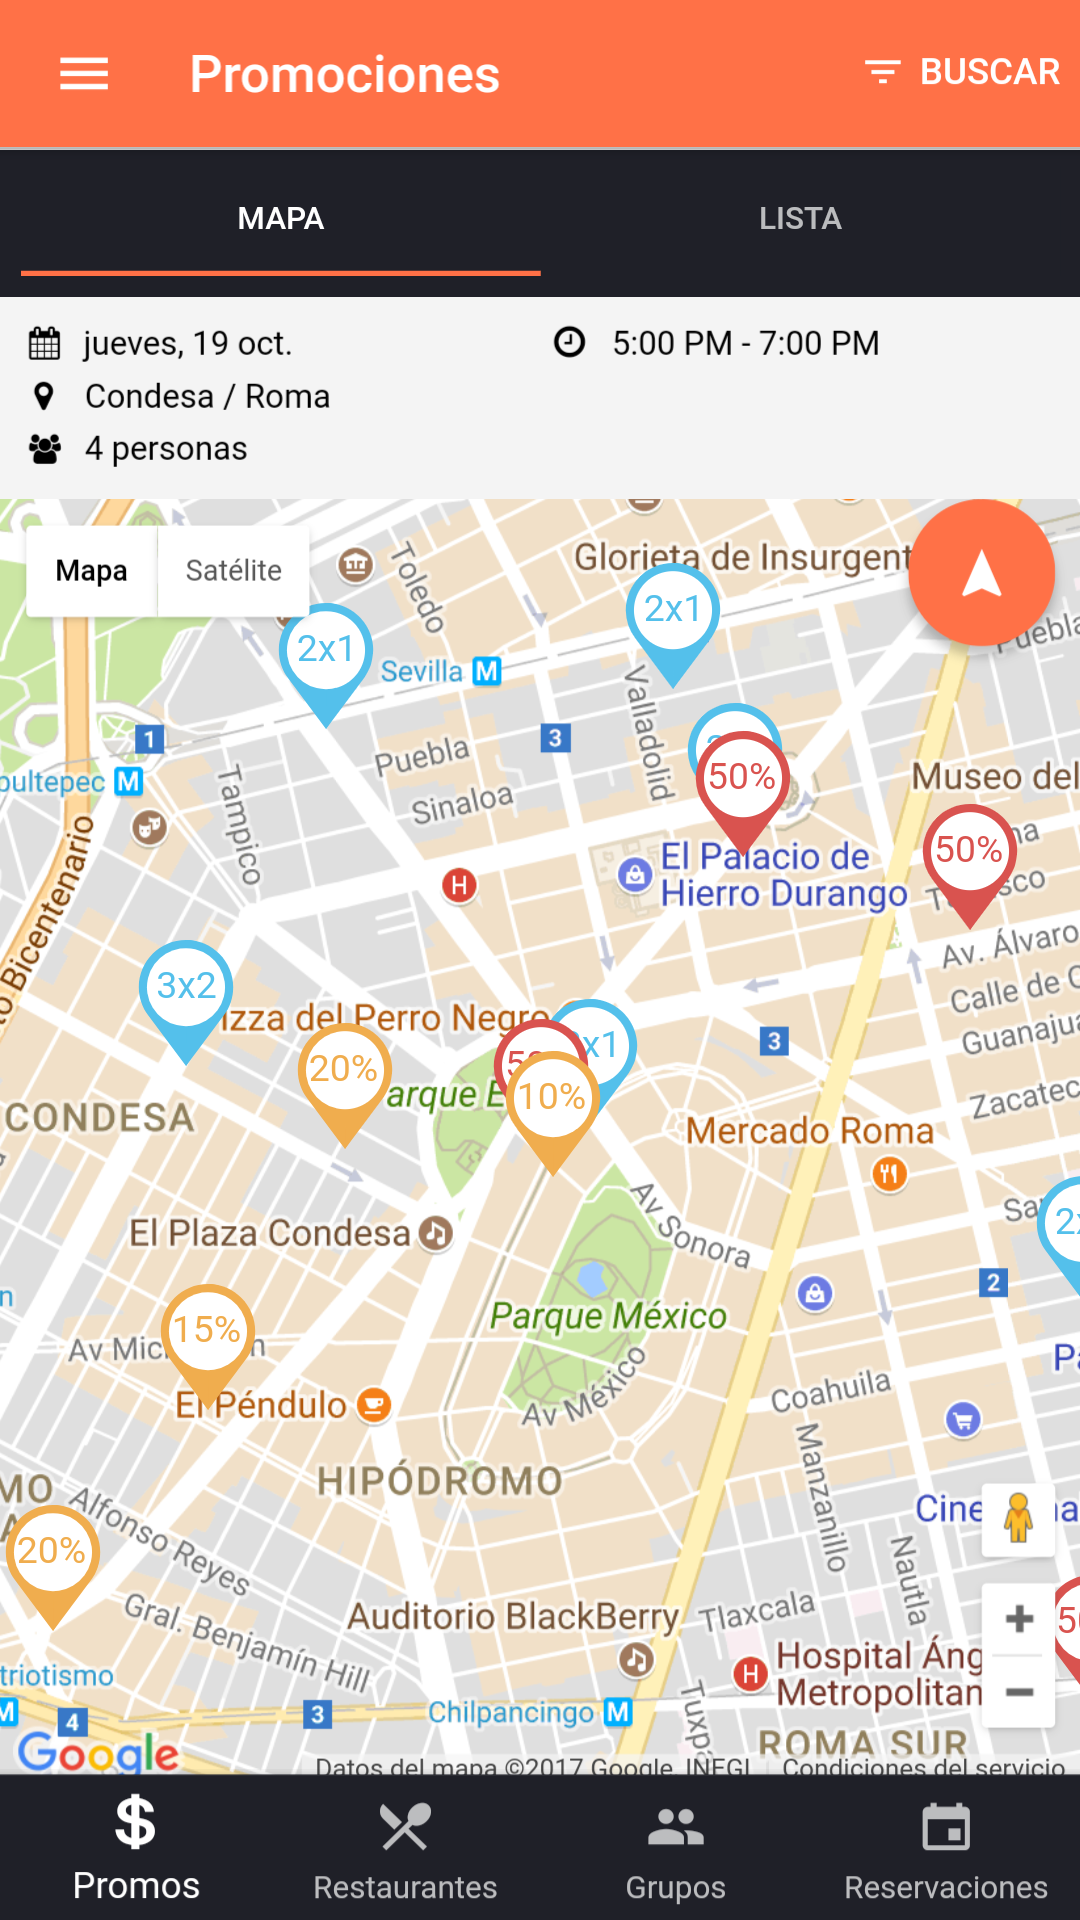 Promociones
BUSCAR
MAPA
LISTA
jueves, 19 oct.
5:00 PM - 7:00 PM
Condesa / Roma
4 personas
Mapa
Satélite
Toledo
Glorieta de Insurgent
2x1
2x1
Puebla
Sevilla M
Valladolid
1
3
Puebla
50%
Museo del
pultepec M
Sinaloa
Tampico
50%
El Palacio de
Hierro Durango
H
to Bicentenario
Av. Álvaro
3x2
Calle de
izza del Perro Negro
x1
3
Guanajua
20%
10%
arque E
Zacatec
CONDESA
Mercado Roma
Av Sonora
El Plaza Condesa
2
Parque México
15%
Av Mic
El Péndulo
Av México
Coahuila
HIPÓDROMO
Manzanillo
MO
Alfonso Reyes
Cine
Nautla
20%
Gral. Benjamín Hill
Auditorio BlackBerry
Tlaxcala
+
H
Hospital Áng
Metropolitan
triotismo
M
4
3
Chilpancingo M
−
ROMA SUR
Google
Datos del mapa ©2017 Google, INEGI
Condiciones del servicio
$
Promos
Restaurantes
Grupos
Reservaciones